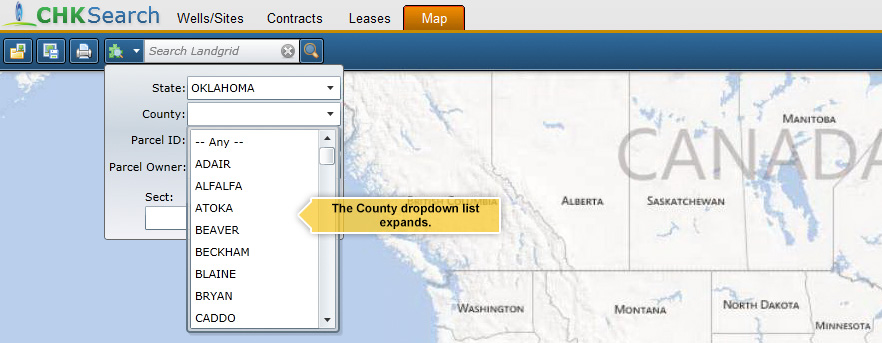 CHKSearch Wells/Sites Contracts Leases Map
Search Landgrid
State: OKLAHOMA
County:
Parcel ID:
Parcel Owner:
Sect:
-- Any --
ADAIR
ALFALFA
ATOKA
BEAVER
BECKHAM
BLAINE
BRYAN
CADDO
The County dropdown list
expands.
CANADA
MANITOBA
BRITISH COLUMBIA
ALBERTA
SASKATCHEWAN
WASHINGTON
MONTANA
NORTH DAKOTA
MINNESOTA